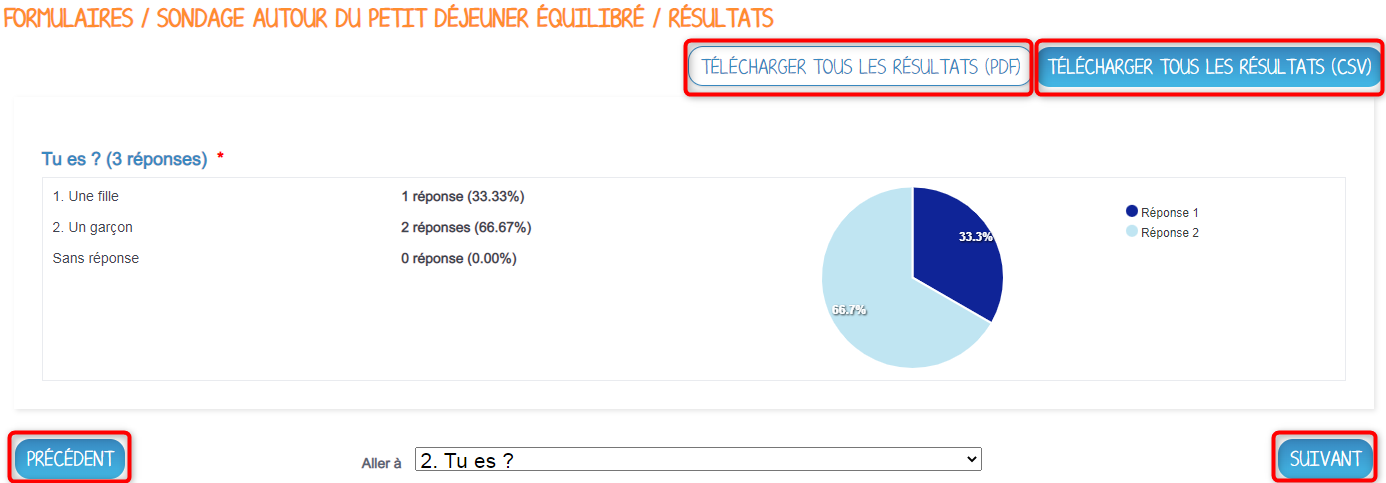 FORMULAIRES / SONDAGE AUTOUR DU PETIT DÉJEUNER ÉQUILIBRÉ / RÉSULTATS
TÉLÉCHARGER TOUS LES RÉSULTATS (PDF) TÉLÉCHARGER TOUS LES RÉSULTATS (CSV)
Tu es ? (3 réponses) *
1. Une fille 1 réponse (33.33%)
2. Un garçon 2 réponses (66.67%)
Sans réponse 0 réponse (0.00%)
33.3%
66.7%
Réponse 1
Réponse 2
PRÉCÉDENT Aller à 2. Tu es ? SUIVANT